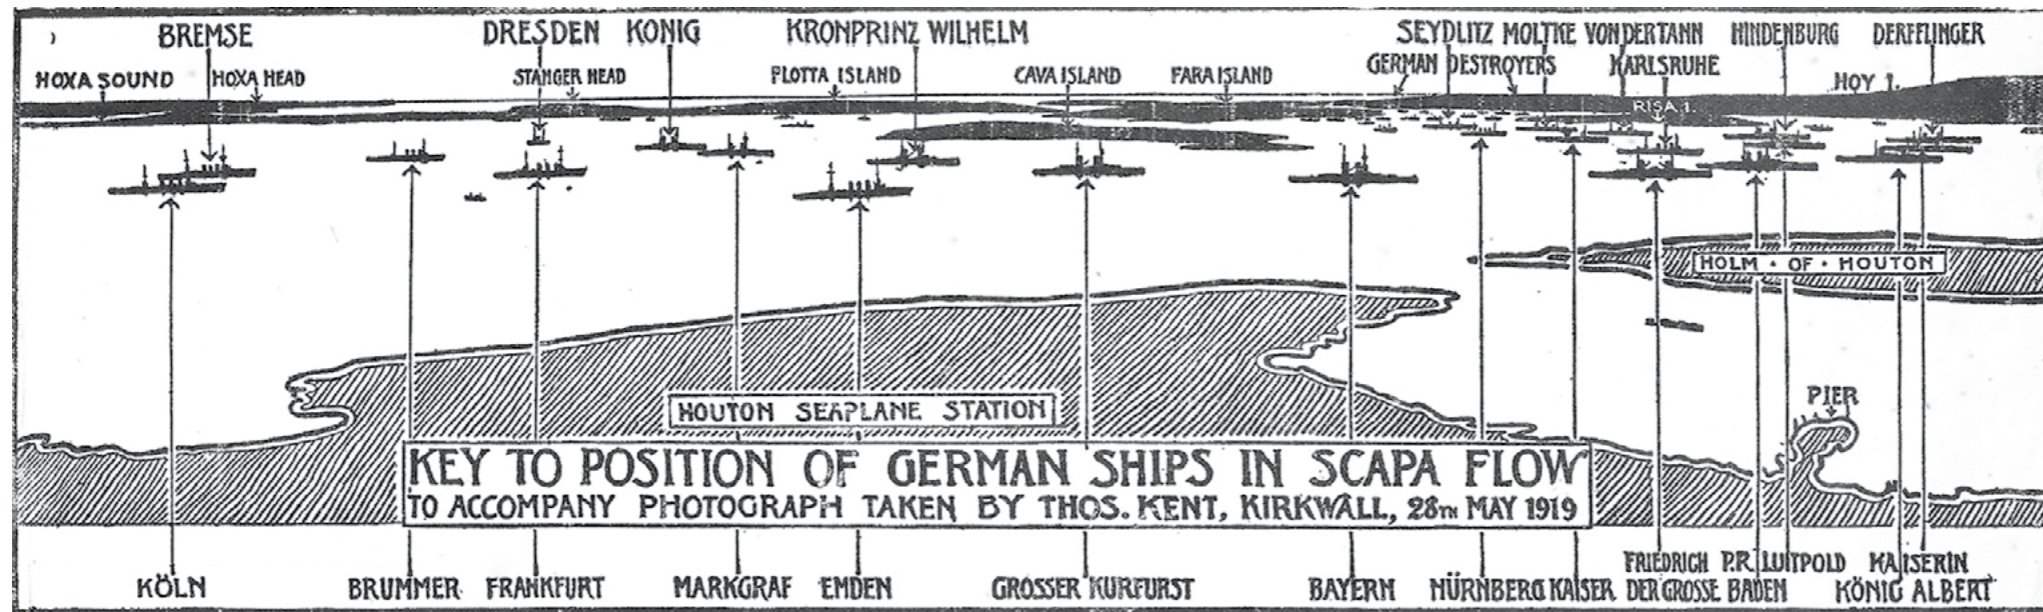 BREMSE DRESDEN KONIG KRONPRINZ WILHELM SEYDLITZ MOLTKE VONDERTANN HINDENBURG DERFFLINGER
HOXA SOUND HOXA HEAD STANGER HEAD FLOTTA ISLAND CAVA ISLAND FARA ISLAND GERMAN DESTROYERS KARLSRUHE HOY I.
RISA I.
HOLM · OF · HOUTON
PIER
HOUTON SEAPLANE STATION
KEY TO POSITION OF GERMAN SHIPS IN SCAPA FLOW
TO ACCOMPANY PHOTOGRAPH TAKEN BY THOS. KENT, KIRKWALL, 28TH MAY 1919
FRIEDRICH P.R. LUITPOLD KAISERIN
KÖLN BRUMMER FRANKFURT MARKGRAF EMDEN GROSSER KURFURST BAYERN NÜRNBERG KAISER DER GROSSE BADEN KÖNIG ALBERT